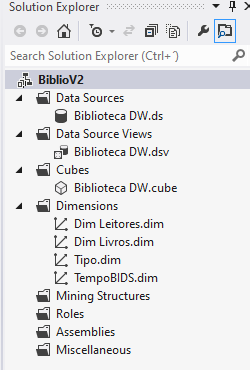 Solution Explorer
Search Solution Explorer (Ctrl+´)
BiblioV2
Data Sources
Biblioteca DW.ds
Data Source Views
Biblioteca DW.dsv
Cubes
Biblioteca DW.cube
Dimensions
Dim Leitores.dim
Dim Livros.dim
Tipo.dim
TempoBIDS.dim
Mining Structures
Roles
Assemblies
Miscellaneous